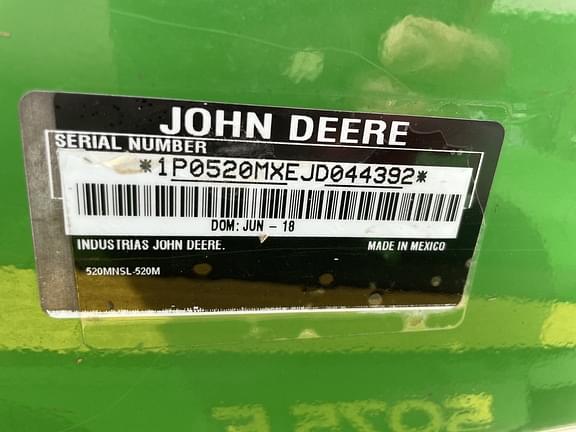 JOHN DEERE
SERIAL NUMBER
*1P0520MXEJD044392*
DOM: JUN - 18
INDUSTRIAS JOHN DEERE. MADE IN MEXICO
520MNSL-520M